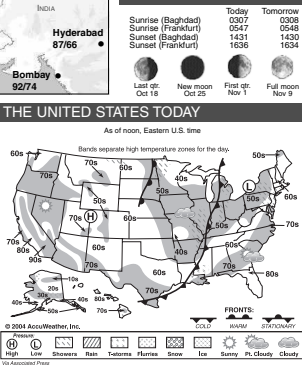 INDIA
Hyderabad
87/66
Bombay
92/74
Today Tomorrow
Sunrise (Baghdad) 0307 0308
Sunrise (Frankfurt) 0547 0548
Sunset (Baghdad) 1431 1430
Sunset (Frankfurt) 1636 1634
Last qtr. New moon First qtr. Full moon
Oct 18 Oct 25 Nov 1 Nov 9
THE UNITED STATES TODAY
As of noon, Eastern U.S. time
Bands separate high temperature zones for the day.
60s 70s 60s 40s 50s
70s 50s 50s L 50s 60s
50s
70s H 50s
70s 60s 60s 70s
80s 60s 40s
90s 70s 70s 80s
10s
20s
30s
40s 40s 80s 70s
50s 70s
FRONTS:
COLD WARM STATIONARY
© 2004 AccuWeather, Inc.
Pressure
H L
High Low Showers Rain T-storms Flurries Snow Ice Sunny Pt. Cloudy Cloudy
Via Associated Press